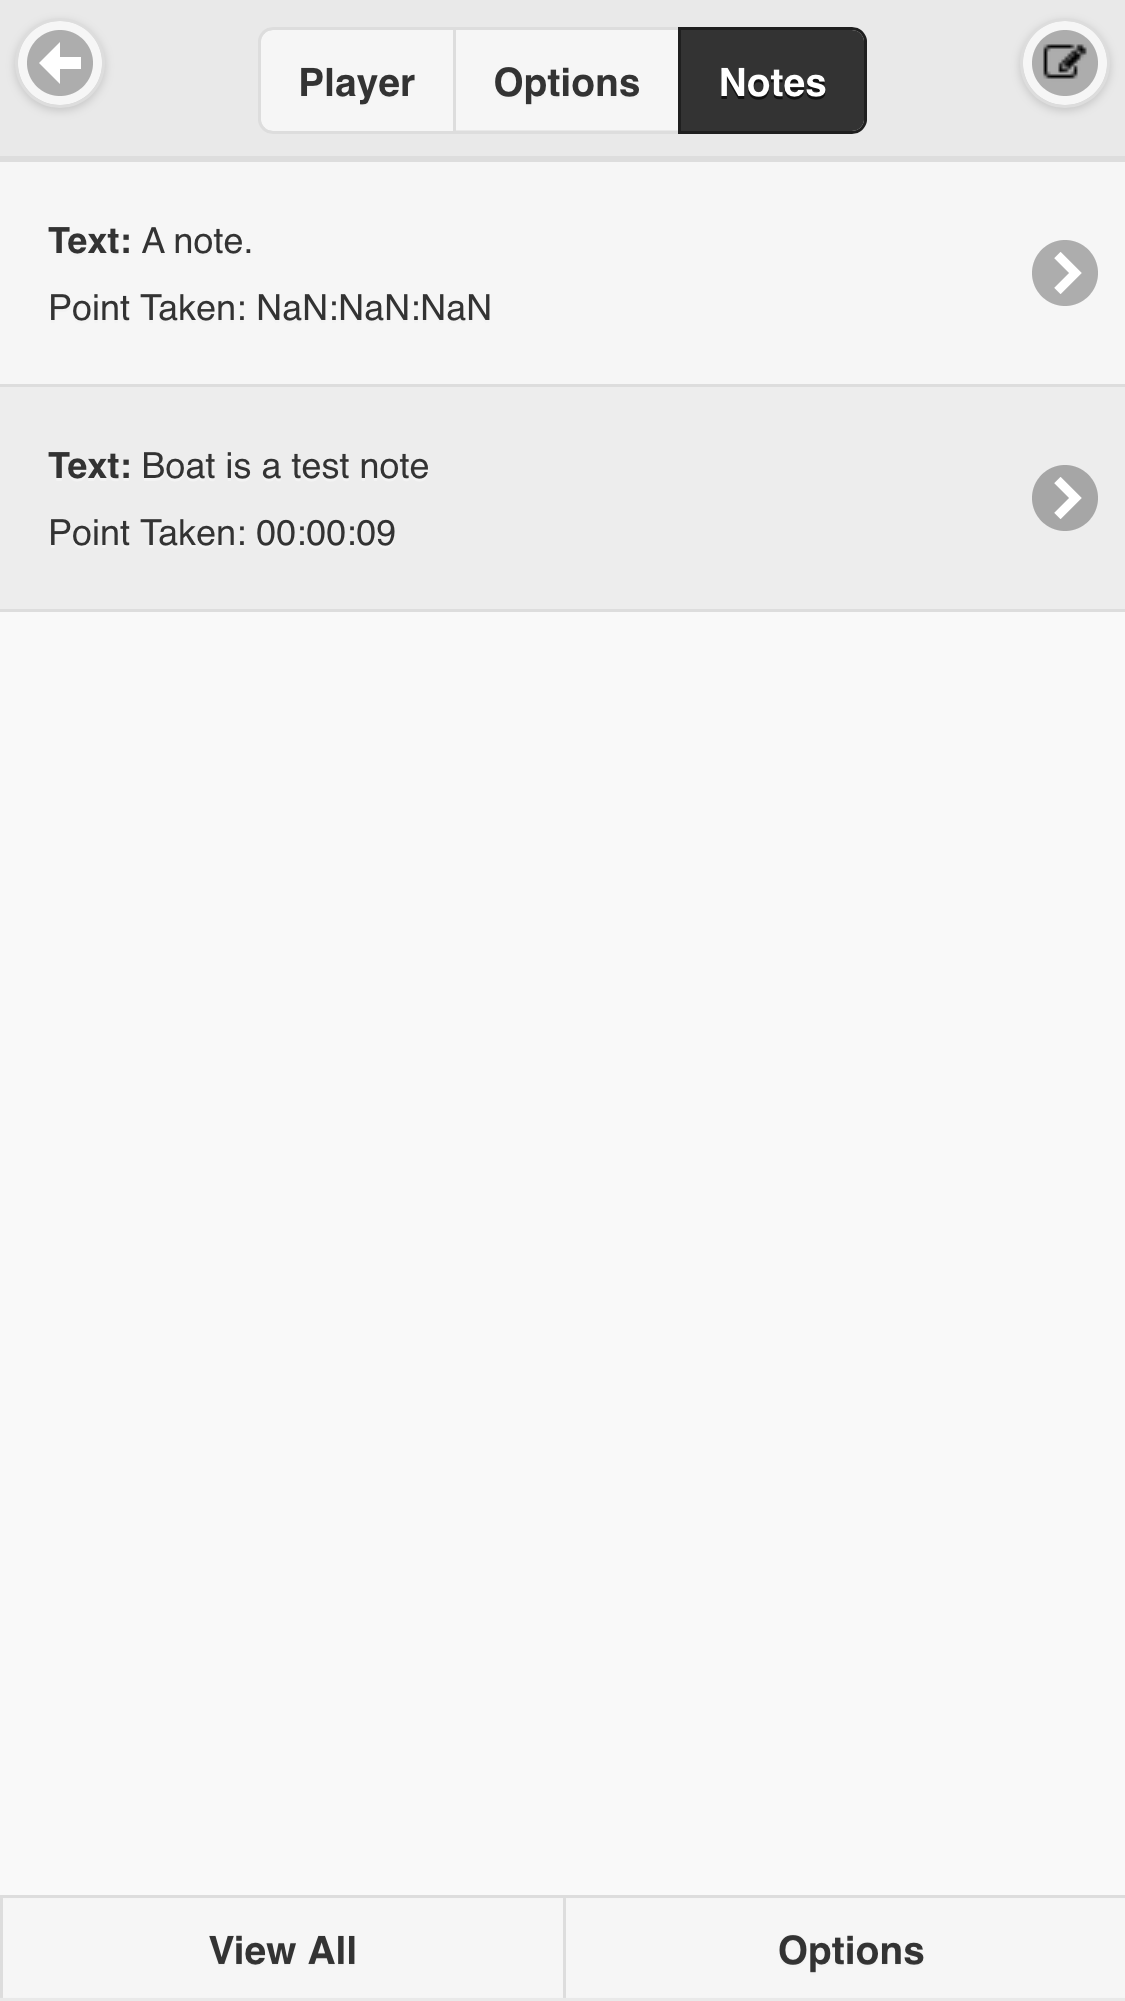 Player Options Notes
Text: A note.
Point Taken: NaN:NaN:NaN
Text: Boat is a test note
Point Taken: 00:00:09
View All Options